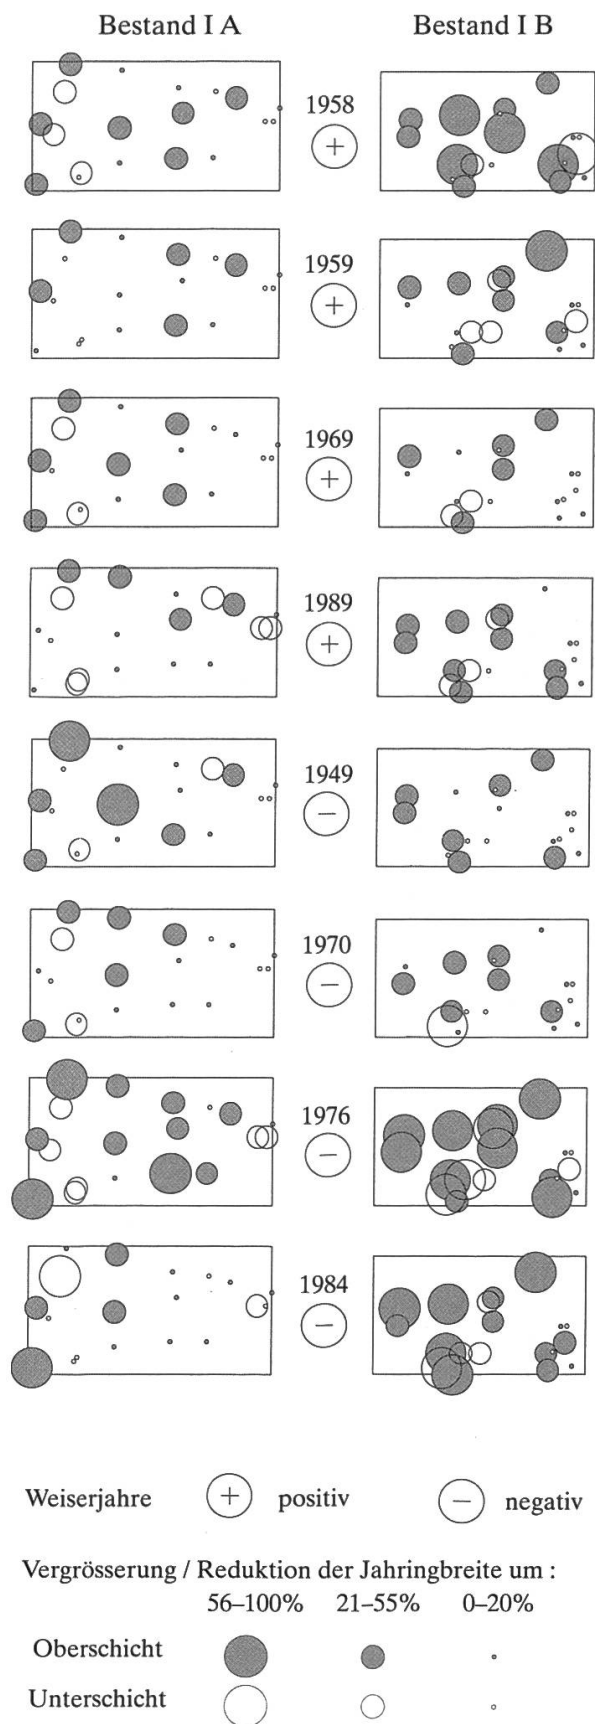 Bestand I A Bestand I B
1958
+
1959
+
1969
+
1989
+
1949
−
1970
−
1976
−
1984
−
Weiserjahre + positiv − negativ
Vergrösserung / Reduktion der Jahringbreite um :
56–100% 21–55% 0–20%
Oberschicht
Unterschicht